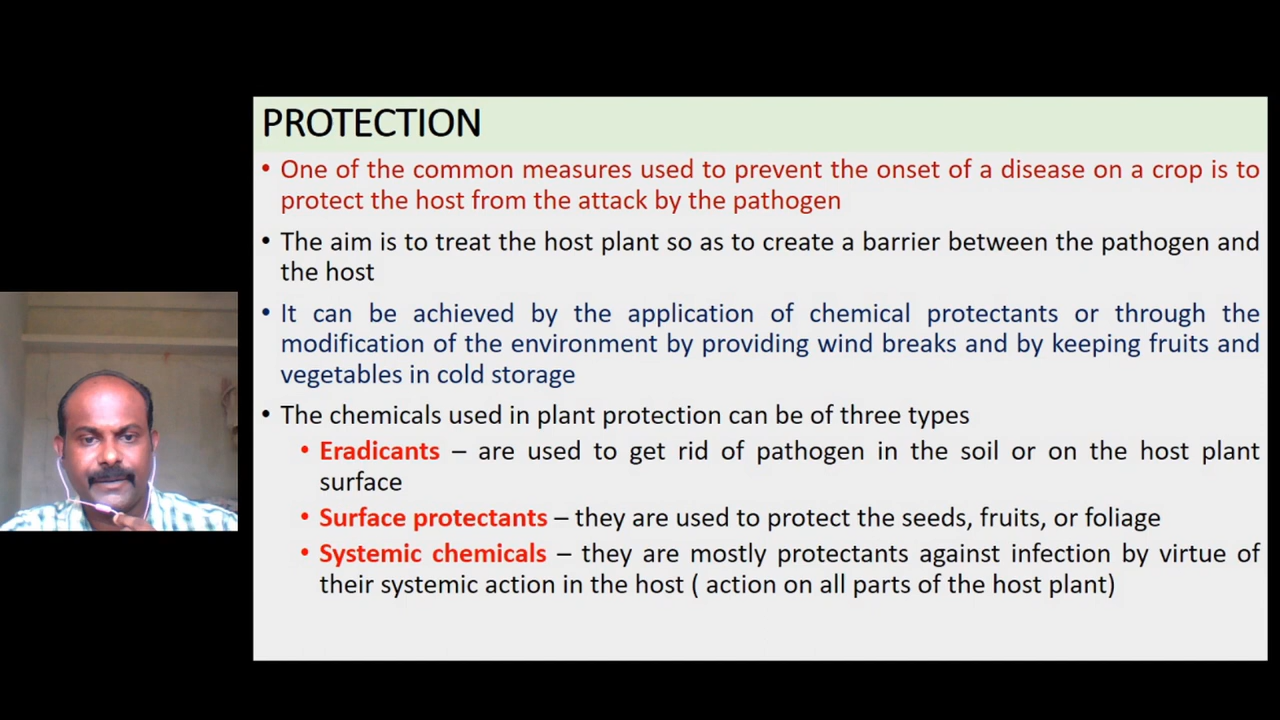 PROTECTION
• One of the common measures used to prevent the onset of a disease on a crop is to
protect the host from the attack by the pathogen
• The aim is to treat the host plant so as to create a barrier between the pathogen and
the host
• It can be achieved by the application of chemical protectants or through the
modification of the environment by providing wind breaks and by keeping fruits and
vegetables in cold storage
• The chemicals used in plant protection can be of three types
• Eradicants – are used to get rid of pathogen in the soil or on the host plant
surface
• Surface protectants – they are used to protect the seeds, fruits, or foliage
• Systemic chemicals – they are mostly protectants against infection by virtue of
their systemic action in the host ( action on all parts of the host plant)